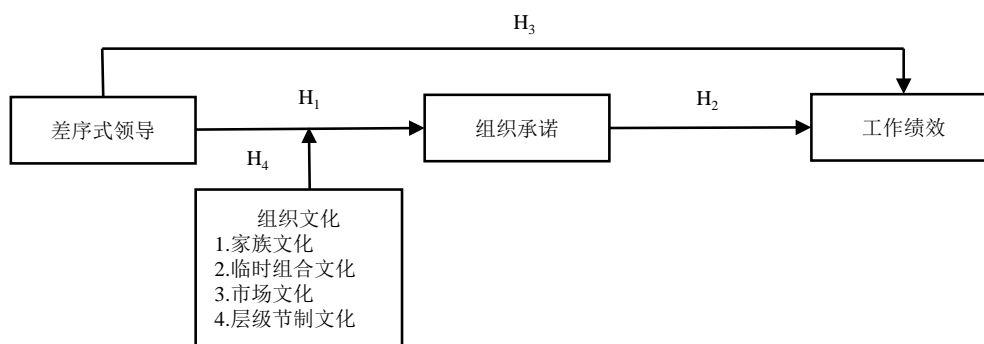 H₃
H₁
H₂
差序式领导
组织承诺
工作绩效
H₄
组织文化
1.家族文化
2.临时组合文化
3.市场文化
4.层级节制文化